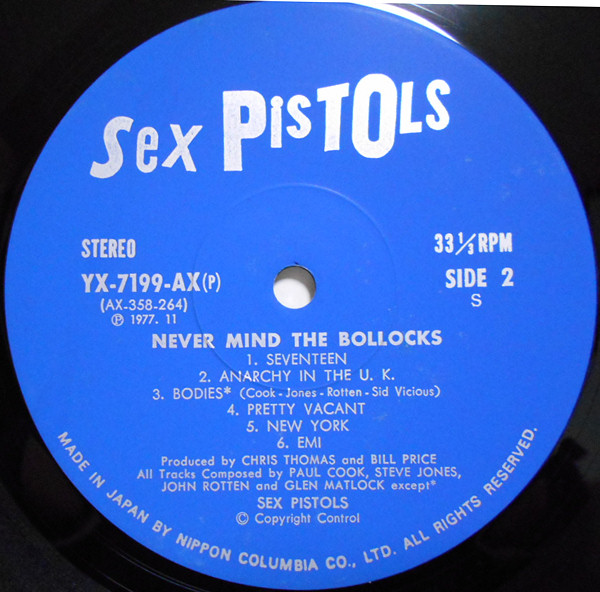 Sex PisTOLs
STEREO
33 1/3 RPM
YX-7199-AX(P)
SIDE 2
(AX-358-264)
S
Ⓟ 1977. 11
NEVER MIND THE BOLLOCKS
1. SEVENTEEN
2. ANARCHY IN THE U. K.
3. BODIES* (Cook - Jones - Rotten - Sid Vicious)
4. PRETTY VACANT
5. NEW YORK
6. EMI
Produced by CHRIS THOMAS and BILL PRICE
All Tracks Composed by PAUL COOK, STEVE JONES,
JOHN ROTTEN and GLEN MATLOCK except*
SEX PISTOLS
© Copyright Control
MADE IN JAPAN BY NIPPON COLUMBIA CO., LTD. ALL RIGHTS RESERVED.